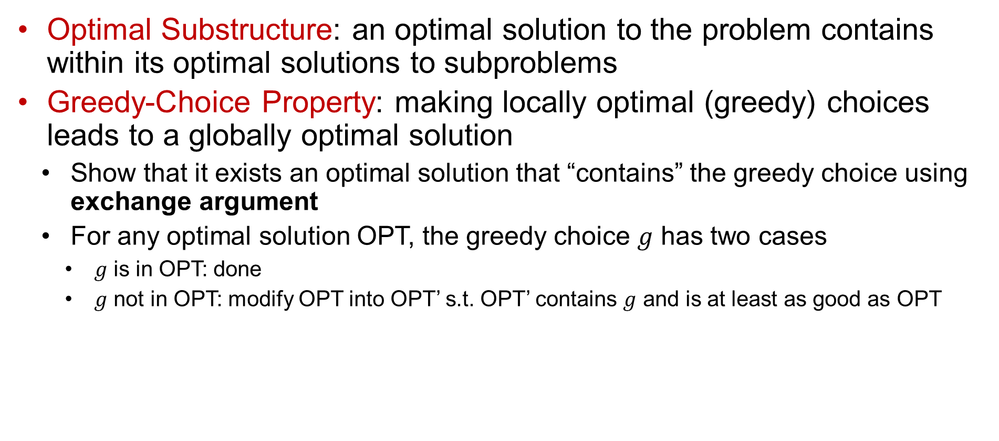 • Optimal Substructure: an optimal solution to the problem contains
within its optimal solutions to subproblems
• Greedy-Choice Property: making locally optimal (greedy) choices
leads to a globally optimal solution
• Show that it exists an optimal solution that “contains” the greedy choice using
exchange argument
• For any optimal solution OPT, the greedy choice g has two cases
• g is in OPT: done
• g not in OPT: modify OPT into OPT’ s.t. OPT’ contains g and is at least as good as OPT